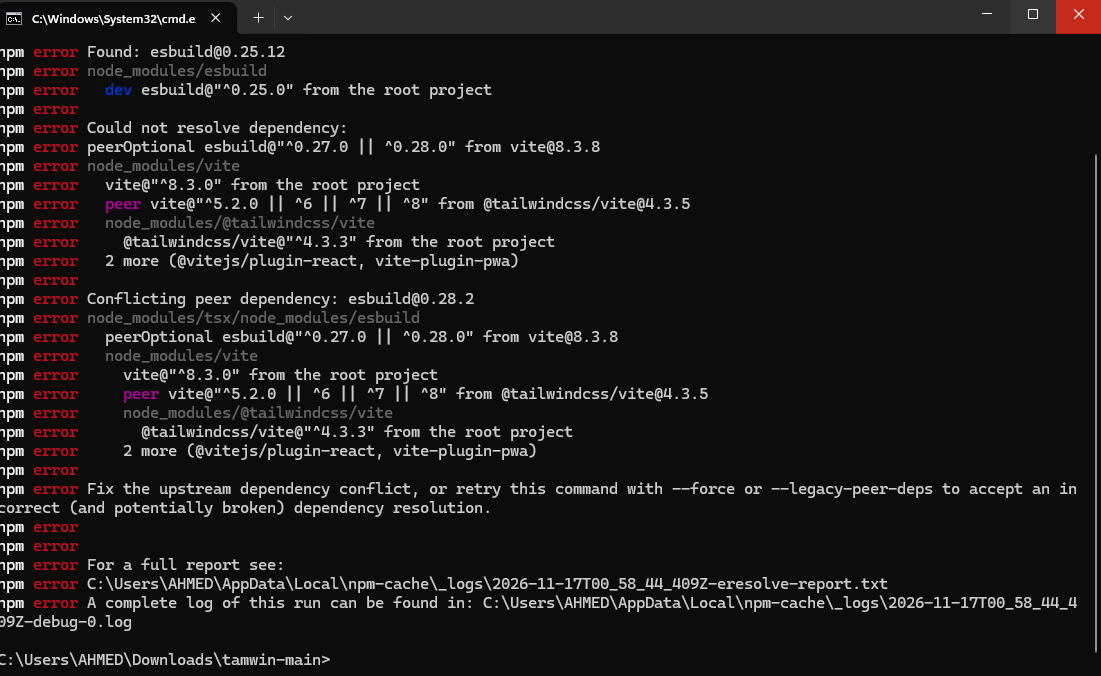 C:\Windows\System32\cmd.e
npm error Found: esbuild@0.25.12
npm error node_modules/esbuild
npm error   dev esbuild@"^0.25.0" from the root project
npm error
npm error Could not resolve dependency:
npm error peerOptional esbuild@"^0.27.0 || ^0.28.0" from vite@8.3.8
npm error node_modules/vite
npm error   vite@"^8.3.0" from the root project
npm error   peer vite@"^5.2.0 || ^6 || ^7 || ^8" from @tailwindcss/vite@4.3.5
npm error   node_modules/@tailwindcss/vite
npm error     @tailwindcss/vite@"^4.3.3" from the root project
npm error   2 more (@vitejs/plugin-react, vite-plugin-pwa)
npm error
npm error Conflicting peer dependency: esbuild@0.28.2
npm error node_modules/tsx/node_modules/esbuild
npm error   peerOptional esbuild@"^0.27.0 || ^0.28.0" from vite@8.3.8
npm error   node_modules/vite
npm error     vite@"^8.3.0" from the root project
npm error     peer vite@"^5.2.0 || ^6 || ^7 || ^8" from @tailwindcss/vite@4.3.5
npm error     node_modules/@tailwindcss/vite
npm error       @tailwindcss/vite@"^4.3.3" from the root project
npm error     2 more (@vitejs/plugin-react, vite-plugin-pwa)
npm error
npm error Fix the upstream dependency conflict, or retry this command with --force or --legacy-peer-deps to accept an in
correct (and potentially broken) dependency resolution.
npm error
npm error
npm error For a full report see:
npm error C:\Users\AHMED\AppData\Local\npm-cache\_logs\2026-11-17T00_58_44_409Z-eresolve-report.txt
npm error A complete log of this run can be found in: C:\Users\AHMED\AppData\Local\npm-cache\_logs\2026-11-17T00_58_44_4
09Z-debug-0.log
C:\Users\AHMED\Downloads\tamwin-main>